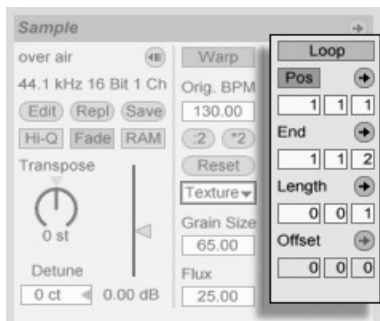 Sample
over air
44.1 kHz 16 Bit 1 Ch
Edit Repl Save
Hi-Q Fade RAM
Transpose
0 st
Detune
0 ct 0.00 dB
Warp
Orig. BPM
130.00
:2 *2
Reset
Texture
Grain Size
65.00
Flux
25.00
Loop
Pos
1 1 1
End
1 1 2
Length
0 0 1
Offset
0 0 0